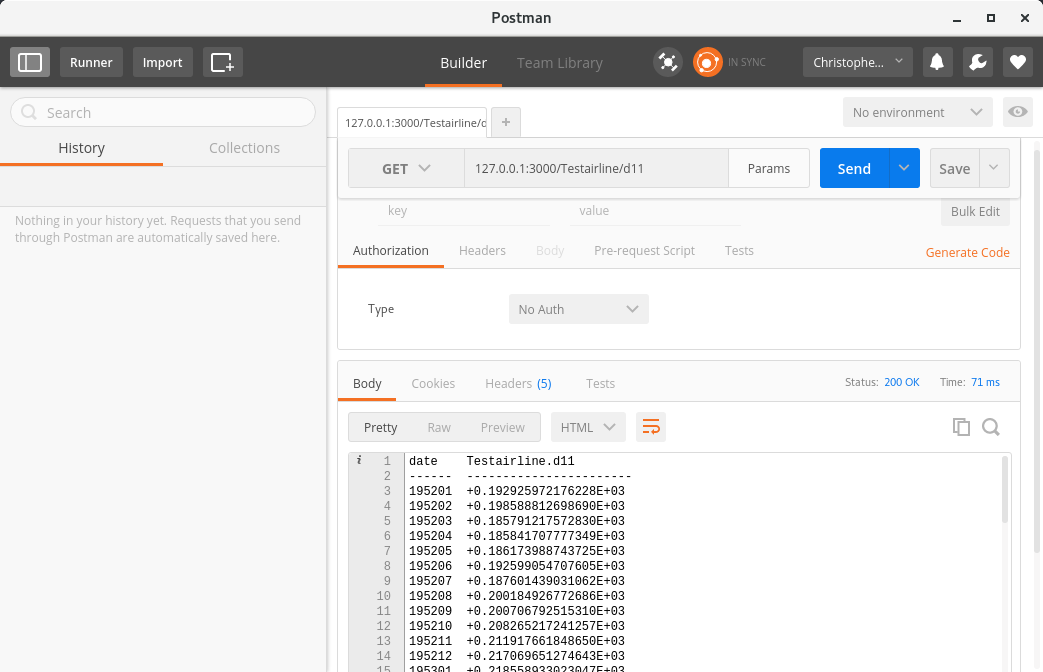 Postman
Runner
Import
Builder
Team Library
IN SYNC
Christophe...
Search
History
Collections
Nothing in your history yet. Requests that you send
through Postman are automatically saved here.
127.0.0.1:3000/Testairline/d
+
No environment
GET
127.0.0.1:3000/Testairline/d11
Params
Send
Save
key
value
Bulk Edit
Authorization
Headers
Body
Pre-request Script
Tests
Generate Code
Type
No Auth
Body
Cookies
Headers (5)
Tests
Status: 200 OK
Time: 71 ms
Pretty
Raw
Preview
HTML
i 1 date Testairline.d11
2 ------ -----------------------
3 195201 +0.192925972176228E+03
4 195202 +0.198588812698690E+03
5 195203 +0.185791217572830E+03
6 195204 +0.185841707777349E+03
7 195205 +0.186173988743725E+03
8 195206 +0.192599054707605E+03
9 195207 +0.187601439031062E+03
10 195208 +0.200184926772686E+03
11 195209 +0.200706792515310E+03
12 195210 +0.208265217241257E+03
13 195211 +0.211917661848650E+03
14 195212 +0.217069651274643E+03
15 195301 +0.218558933023047E+03